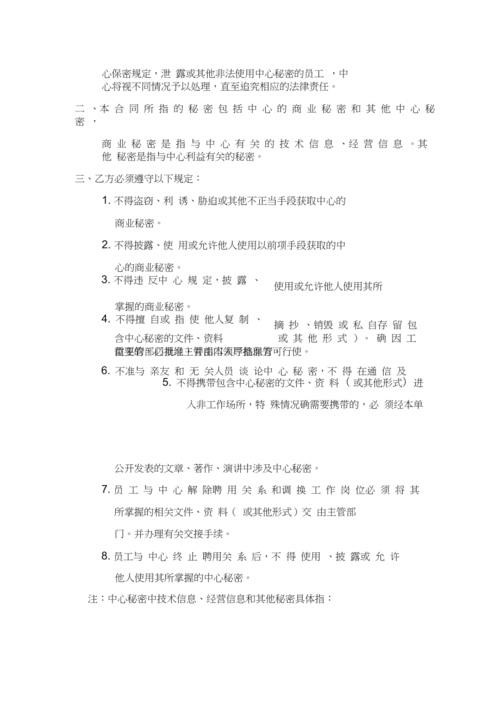 心保密规定，泄 露或其他非法使用中心秘密的员工 ，中
心将视不同情况予以处理，直至追究相应的法律责任。
二 、本 合 同 所 指 的 秘 密 包 括 中 心 的 商 业 秘 密 和 其 他 中 心 秘
密 ，
商 业 秘 密 是 指 与 中 心 有 关 的 技 术 信 息 、经 营 信 息 。其
他 秘密是指与中心利益有关的秘密。
三、乙方必须遵守以下规定：
1. 不得盗窃、利 诱、胁迫或其他不正当手段获取中心的
商业秘密。
2. 不得披露、使 用或允许他人使用以前项手段获取的中
心的商业秘密。
3. 不得违 反中 心 规 定，披 露 、
使用或允许他人使用其所
掌握的商业秘密。
4. 不得擅 自或 指 使 他人复 制 、
摘 抄 、销毁 或 私 自存 留 包
含中心秘密的文件、资料
或 其 他 形 式 ）。 确 因 工
可行使。
6. 不准与 亲友 和 无 关人员 谈 论中 心 秘 密，不 得 在通 信 及
5. 不得携带包含中心秘密的文件、资 料（ 或其他形式）进
入非工作场所，特 殊情况确需要携带的，必 须经本单
公开发表的文章、著作、演讲中涉及中心秘密。
7. 员 工 与 中 心 解 除聘 用 关 系 和调 换 工 作 岗 位必 须 将 其
所掌握的相关文件、资 料（ 或其他形式）交 由主管部
门。并办理有关交接手续。
8. 员工与 中心 终 止 聘用关 系 后，不 得 使用 、披 露或 允 许
他人使用其所掌握的中心秘密。
注：中心秘密中技术信息、经营信息和其他秘密具体指：